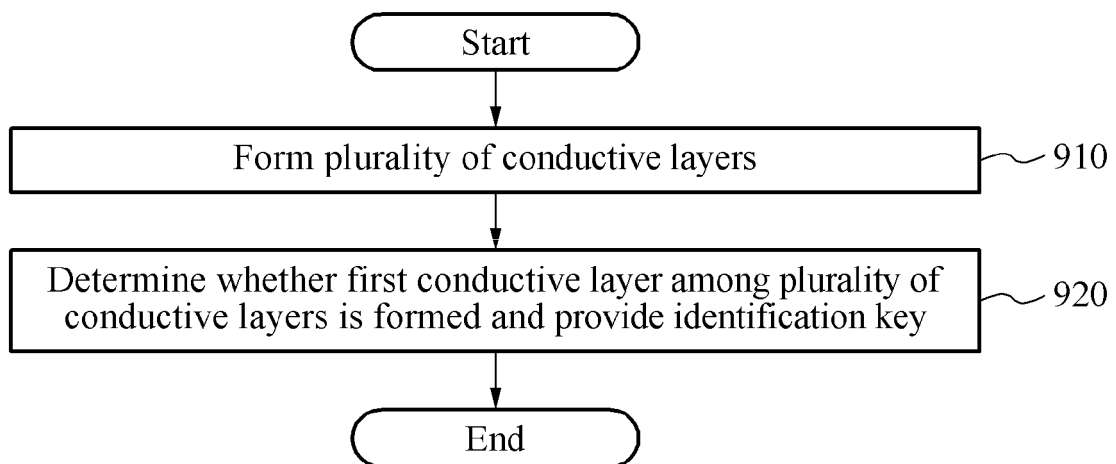 Start
Form plurality of conductive layers
910
Determine whether first conductive layer among plurality of
conductive layers is formed and provide identification key
920
End